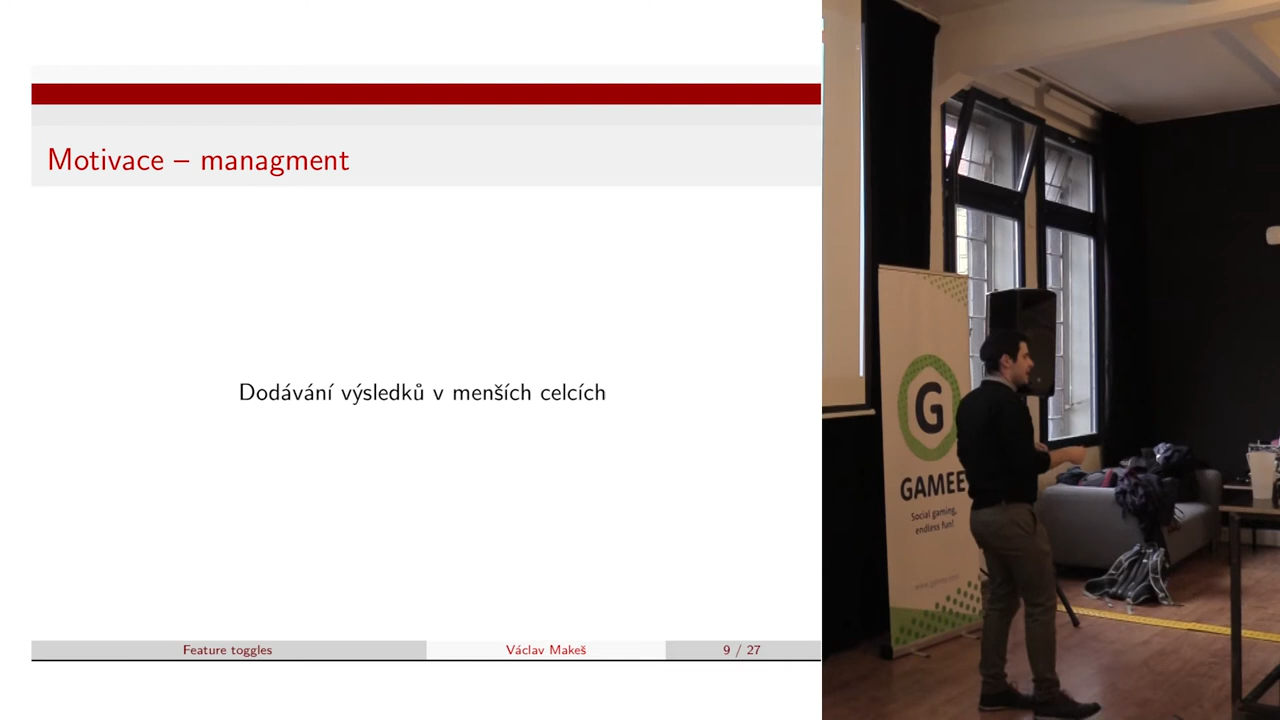 Motivace – managment
Dodávání výsledků v menších celcích
Feature toggles
Václav Makeš
9 / 27
G
GAMEE
Social gaming,
endless fun!